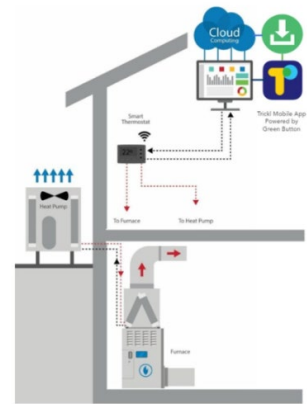 Cloud
Computing
Trickl Mobile App
Powered by
Green Button
Smart
Thermostat
To Furnace
To Heat Pump
Heat Pump
Furnace